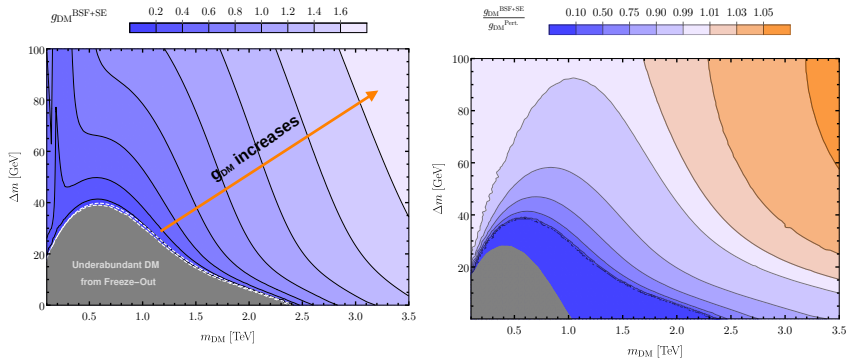 g_DM^BSF+SE 0.2 0.4 0.6 0.8 1.0 1.2 1.4 1.6
100
80
60
40
20
0
Δm [GeV]
g_DM increases
Underabundant DM
from Freeze−Out
0.5 1.0 1.5 2.0 2.5 3.0 3.5
m_DM [TeV]
g_DM^BSF+SE
g_DM^Pert.
0.10 0.50 0.75 0.90 0.99 1.01 1.03 1.05
100
80
60
40
20
Δm [GeV]
0.5 1.0 1.5 2.0 2.5 3.0 3.5
m_DM [TeV]